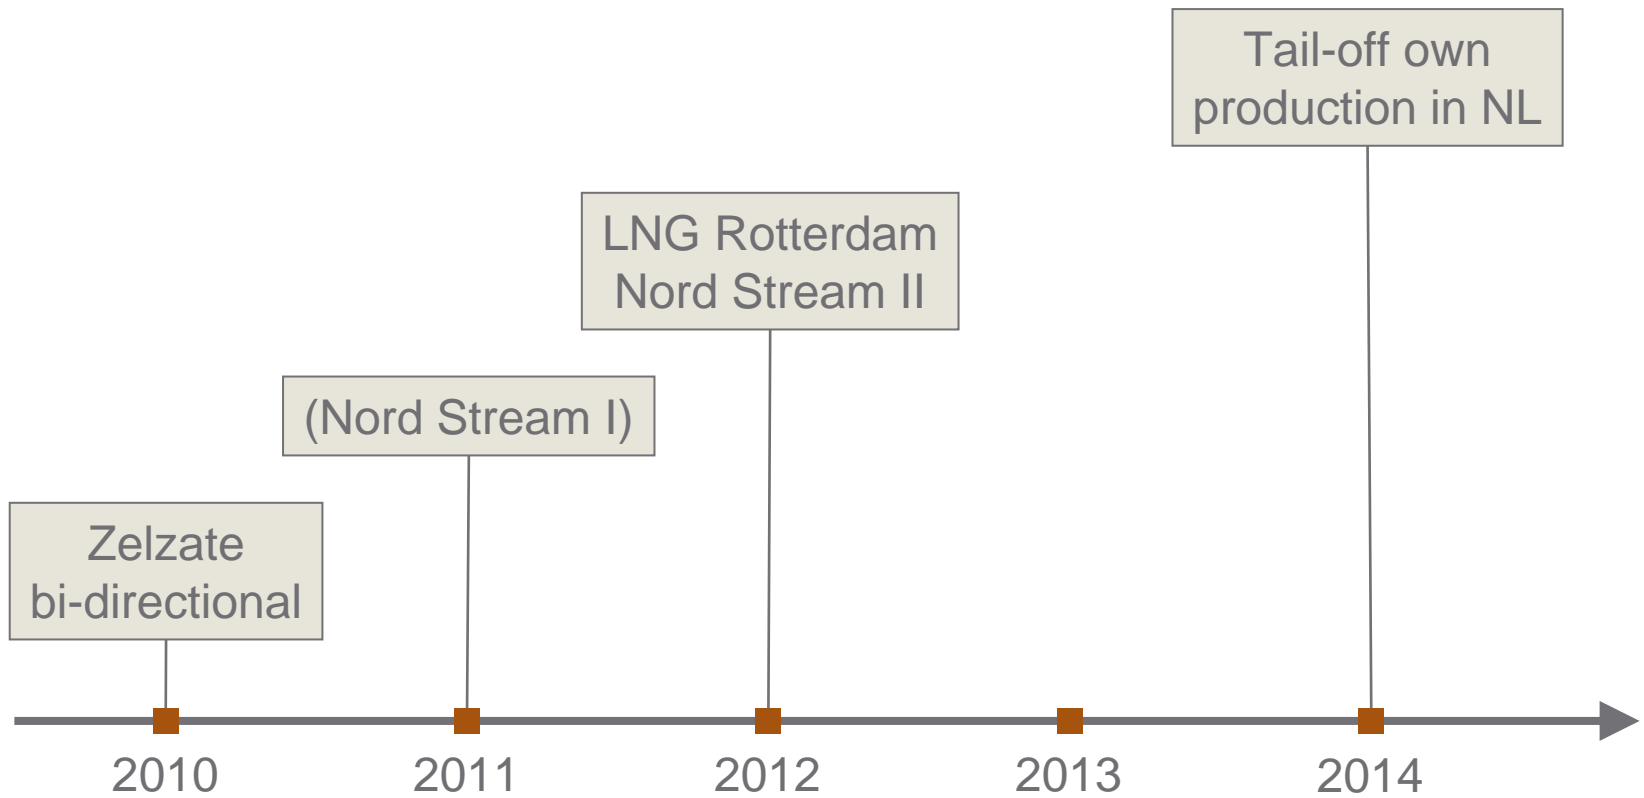 Tail-off own
production in NL
LNG Rotterdam
Nord Stream II
(Nord Stream I)
Zelzate
bi-directional
2010
2011
2012
2013
2014